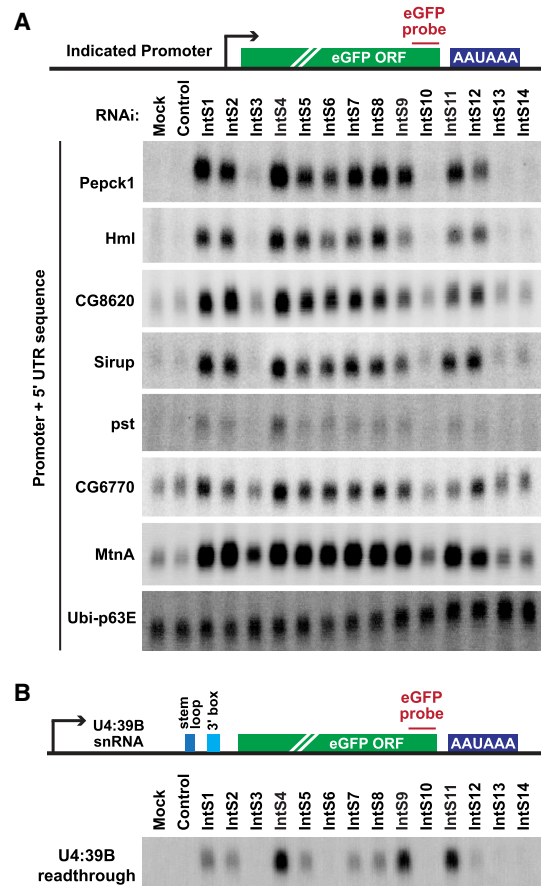 A
eGFP
probe
Indicated Promoter
eGFP ORF
AAUAAA
RNAi:
Mock
Control
IntS1
IntS2
IntS3
IntS4
IntS5
IntS6
IntS7
IntS8
IntS9
IntS10
IntS11
IntS12
IntS13
IntS14
Promoter + 5' UTR sequence
Pepck1
Hml
CG8620
Sirup
pst
CG6770
MtnA
Ubi-p63E
B
U4:39B
snRNA
stem
loop
3' box
eGFP
probe
eGFP ORF
AAUAAA
Mock
Control
IntS1
IntS2
IntS3
IntS4
IntS5
IntS6
IntS7
IntS8
IntS9
IntS10
IntS11
IntS12
IntS13
IntS14
U4:39B
readthrough